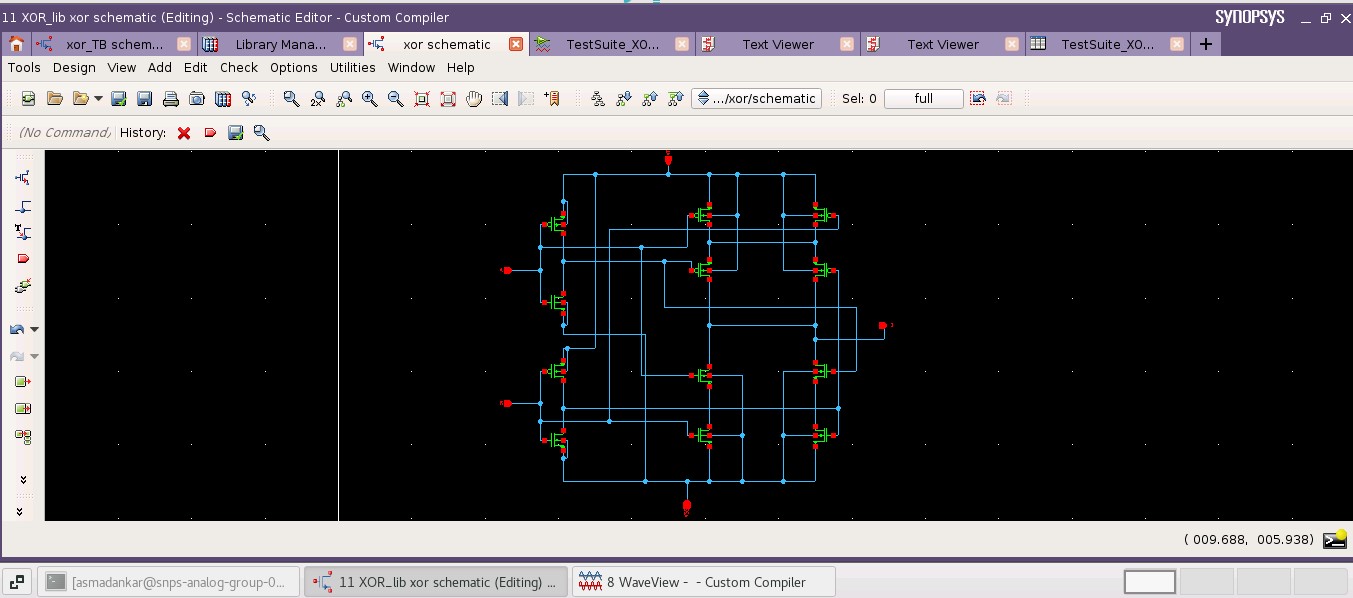 11 XOR_lib xor schematic (Editing) - Schematic Editor - Custom Compiler
SYNOPSYS
xor_TB schem...
Library Mana...
xor schematic
TestSuite_XO...
Text Viewer
Text Viewer
TestSuite_XO...
Tools Design View Add Edit Check Options Utilities Window Help
.../xor/schematic
Sel: 0
full
(No Command) History:
( 009.688, 005.938)
[asmadankar@snps-analog-group-0...
11 XOR_lib xor schematic (Editing) ...
8 WaveView - - Custom Compiler